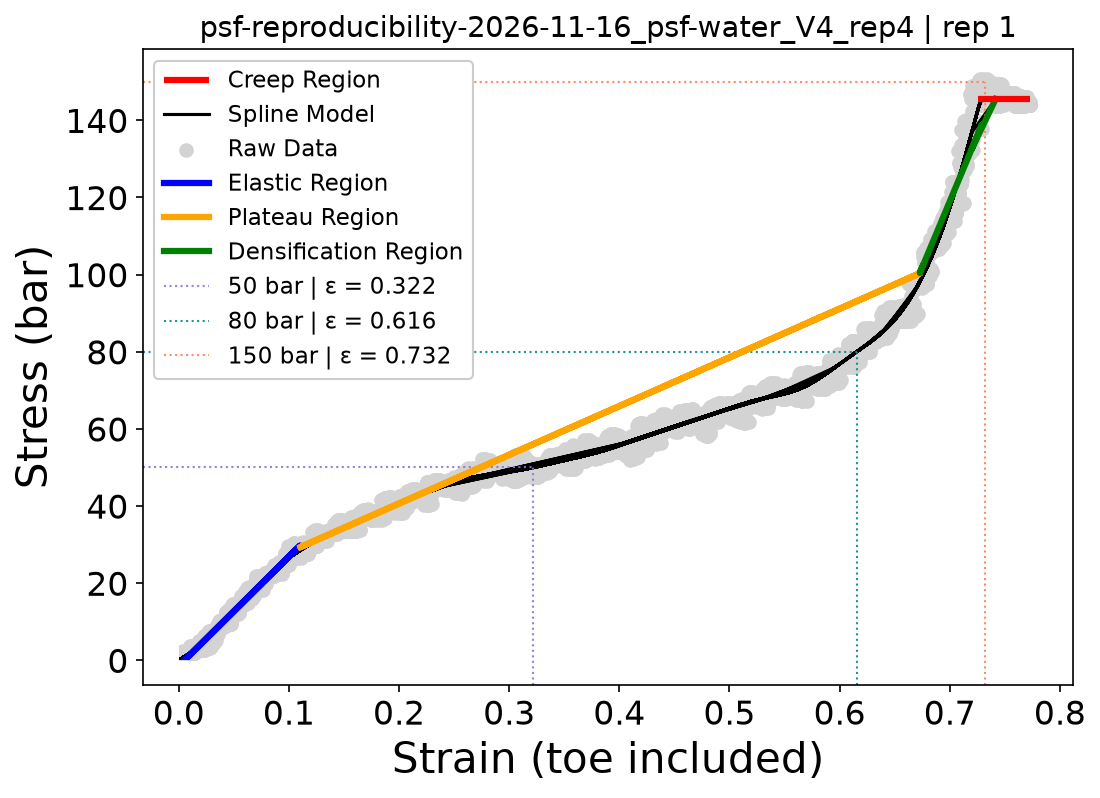 psf-reproducibility-2026-11-16_psf-water_V4_rep4 | rep 1
Creep Region
Spline Model
Raw Data
Elastic Region
Plateau Region
Densification Region
50 bar | ε = 0.322
80 bar | ε = 0.616
150 bar | ε = 0.732
Stress (bar)
140
120
100
80
60
40
20
0
0.0 0.1 0.2 0.3 0.4 0.5 0.6 0.7 0.8
Strain (toe included)